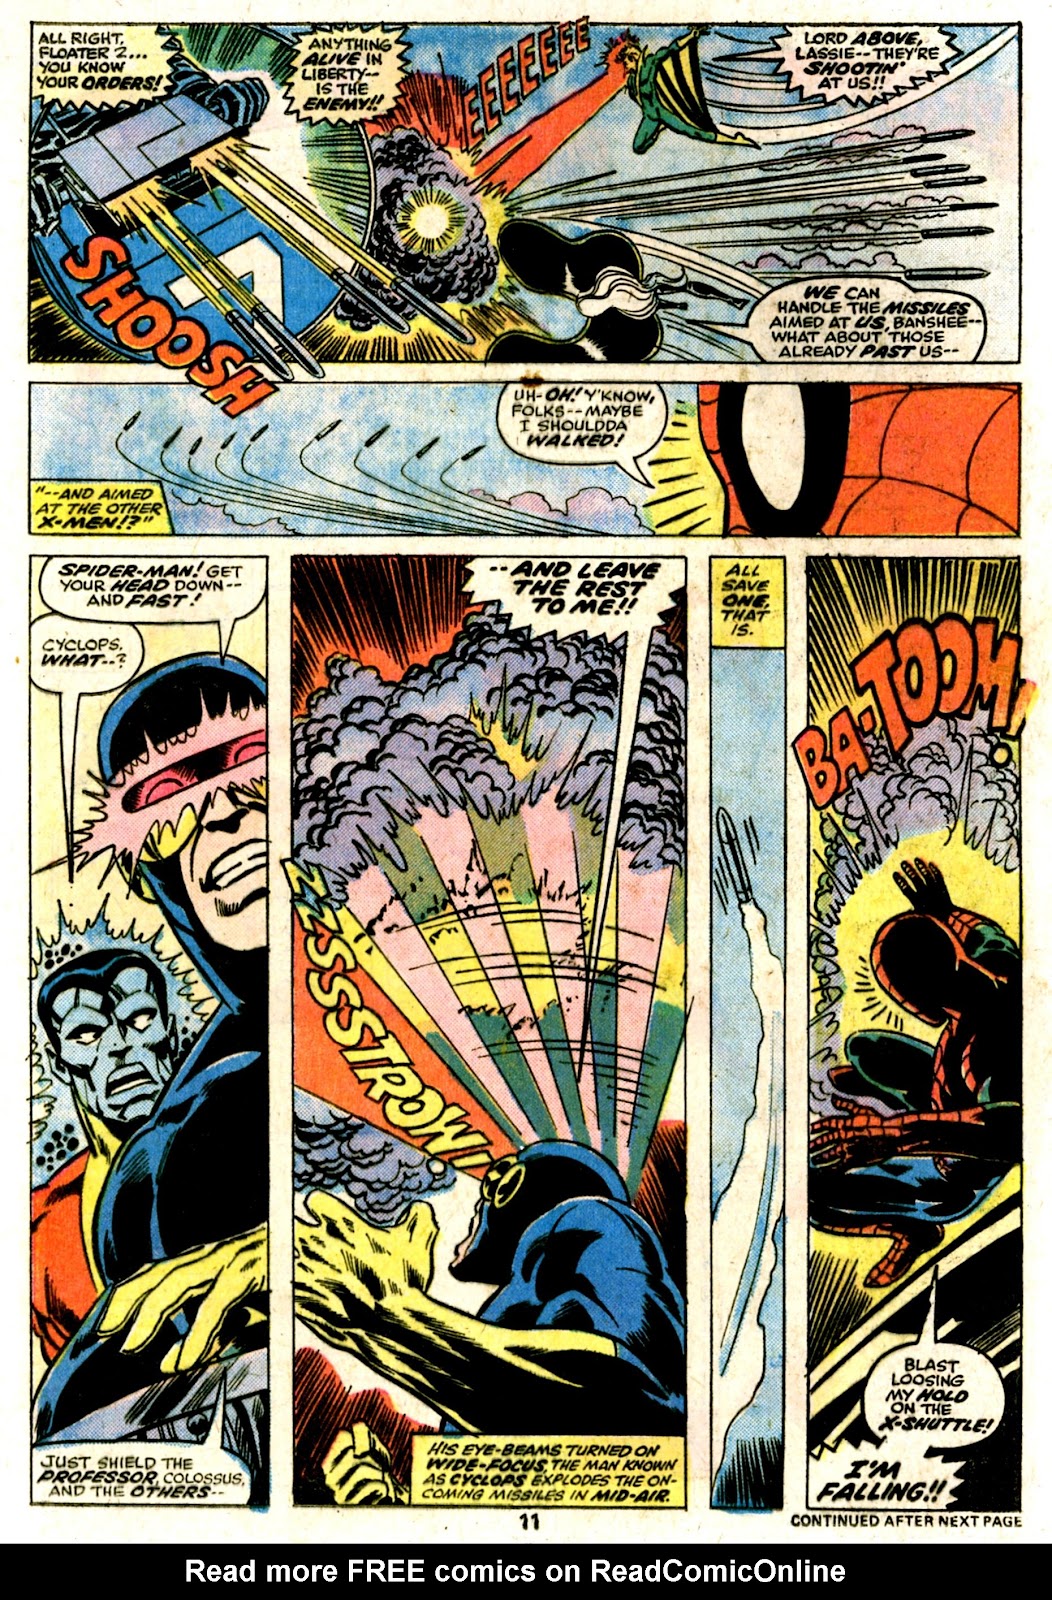 ALL RIGHT,
FLOATER 2...
YOU KNOW
YOUR ORDERS!
ANYTHING
ALIVE IN
LIBERTY--
IS THE
ENEMY!!
EEEEEEEE
LORD ABOVE,
LASSIE--THEY'RE
SHOOTIN'
AT US!!
SHOOSH
WE CAN
HANDLE THE MISSILES
AIMED AT US, BANSHEE--
WHAT ABOUT THOSE
ALREADY PAST US--
"--AND AIMED
AT THE OTHER
X-MEN!?"
UH-OH! Y'KNOW,
FOLKS--MAYBE
I SHOULDDA
WALKED!
SPIDER-MAN! GET
YOUR HEAD DOWN--
AND FAST!
CYCLOPS,
WHAT--?
JUST SHIELD THE
PROFESSOR, COLOSSUS,
AND THE OTHERS--
--AND LEAVE
THE REST
TO ME!!
ZZSSSSTROW!
HIS EYE-BEAMS TURNED ON
WIDE-FOCUS, THE MAN KNOWN
AS CYCLOPS EXPLODES THE ON-
COMING MISSILES IN MID-AIR.
ALL
SAVE
ONE,
THAT
IS.
BA-TOOM!
BLAST
LOOSING
MY HOLD
ON THE
X-SHUTTLE!
I'M
FALLING!!
11
CONTINUED AFTER NEXT PAGE
Read more FREE comics on ReadComicOnline